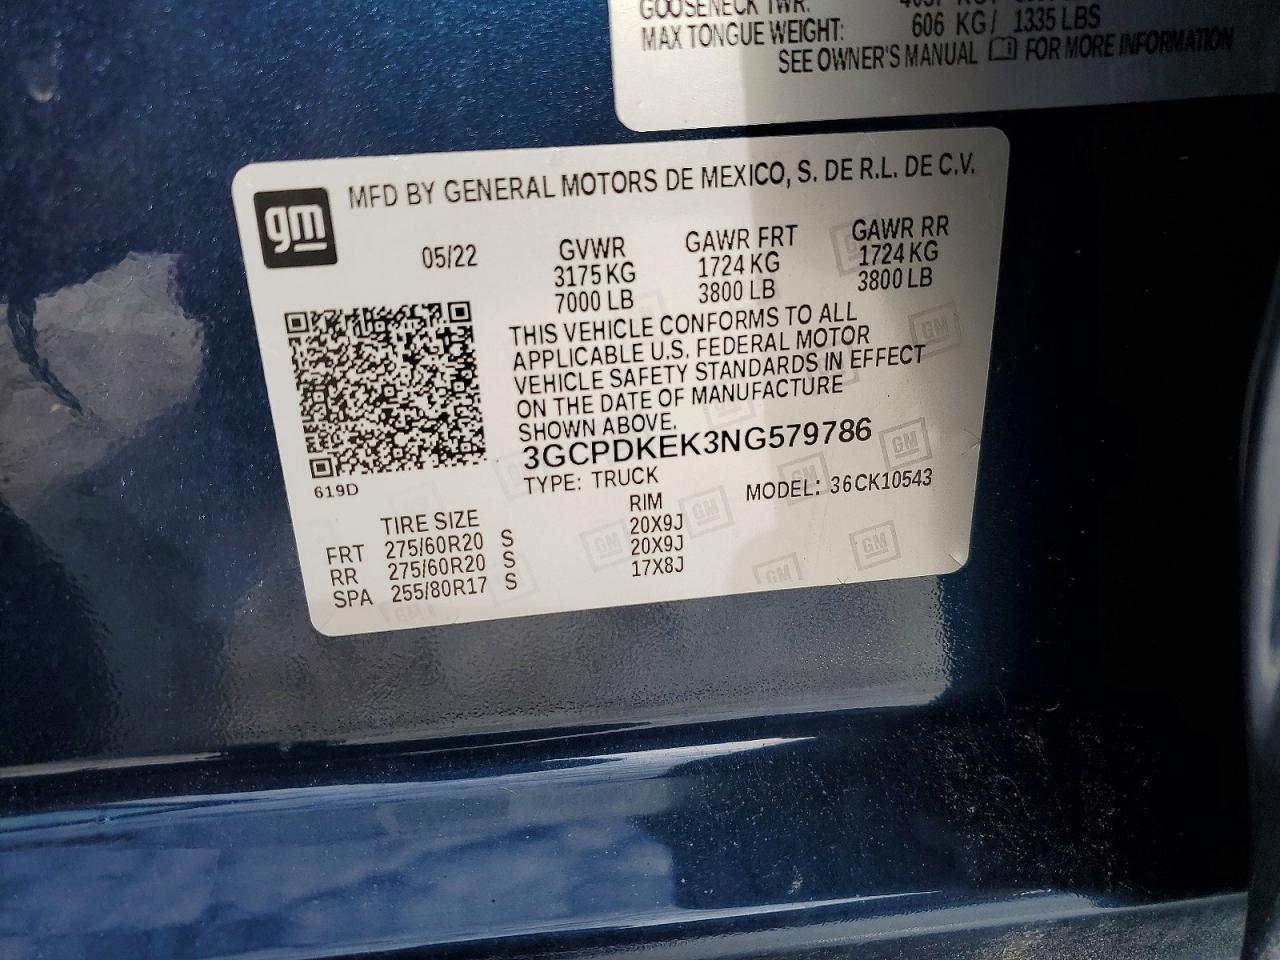 GOOSENECK TWR:
MAX TONGUE WEIGHT: 606 KG/ 1335 LBS
SEE OWNER'S MANUAL FOR MORE INFORMATION
gm
MFD BY GENERAL MOTORS DE MEXICO, S. DE R.L. DE C.V.
05/22 GVWR GAWR FRT GAWR RR
3175 KG 1724 KG 1724 KG
7000 LB 3800 LB 3800 LB
THIS VEHICLE CONFORMS TO ALL
APPLICABLE U.S. FEDERAL MOTOR
VEHICLE SAFETY STANDARDS IN EFFECT
ON THE DATE OF MANUFACTURE
SHOWN ABOVE.
3GCPDKEK3NG579786
TYPE: TRUCK MODEL: 36CK10543
619D
TIRE SIZE RIM
FRT 275/60R20 S 20X9J
RR 275/60R20 S 20X9J
SPA 255/80R17 S 17X8J